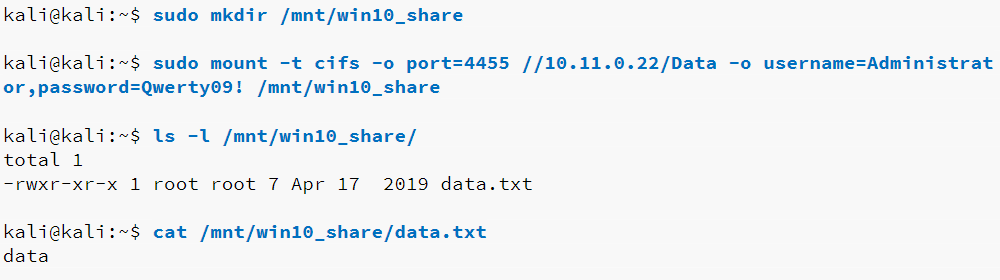 kali@kali:~$ sudo mkdir /mnt/win10_share
kali@kali:~$ sudo mount -t cifs -o port=4455 //10.11.0.22/Data -o username=Administrat
or,password=Qwerty09! /mnt/win10_share
kali@kali:~$ ls -l /mnt/win10_share/
total 1
-rwxr-xr-x 1 root root 7 Apr 17  2019 data.txt
kali@kali:~$ cat /mnt/win10_share/data.txt
data